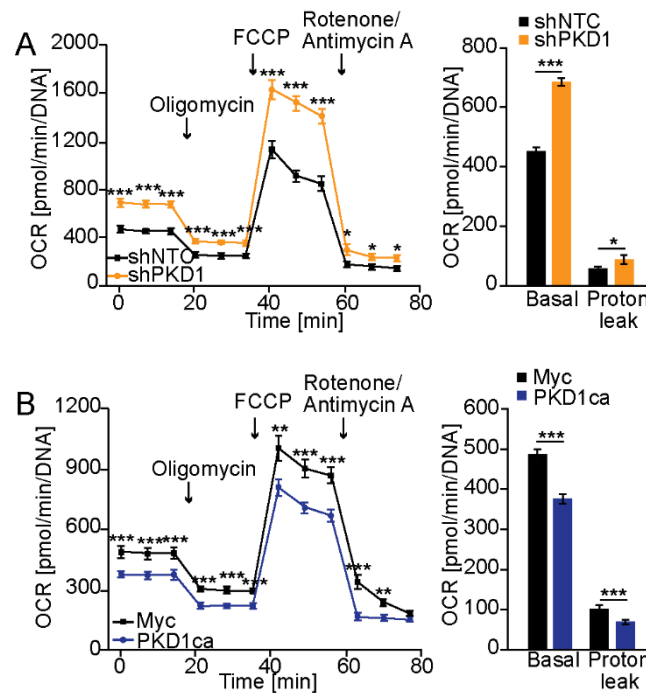 A
OCR [pmol/min/DNA]
2000
1600
1200
800
400
0
Oligomycin
FCCP
Rotenone/
Antimycin A
*** *** ***
*** *** ***
*** *** ***
* * *
shNTC
shPKD1
0 20 40 60 80
Time [min]
shNTC
shPKD1
OCR [pmol/min/DNA]
800
600
400
200
0
***
*
Basal Proton
leak
B
OCR [pmol/min/DNA]
1200
900
600
300
0
Oligomycin
FCCP
Rotenone/
Antimycin A
*** *** ***
*** *** ***
** *** ***
*** **
Myc
PKD1ca
0 20 40 60 80
Time [min]
Myc
PKD1ca
OCR [pmol/min/DNA]
600
500
400
300
200
100
0
***
***
Basal Proton
leak